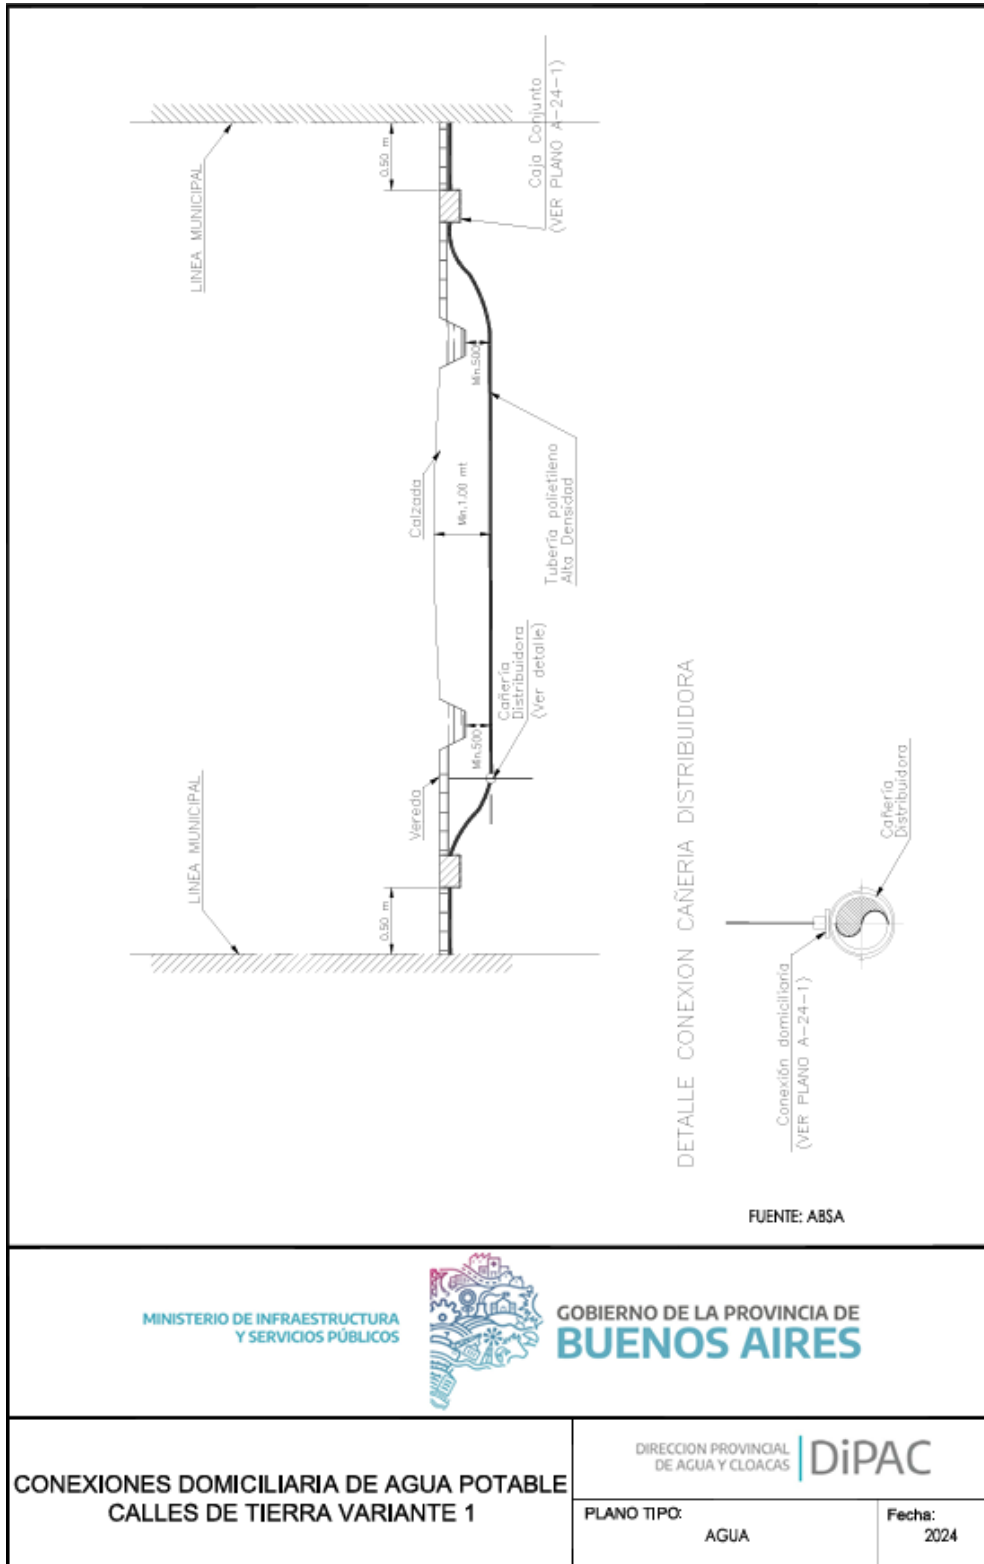 LINEA MUNICIPAL
0.50 m
Caja Conjunto
(VER PLANO A-24-1)
Min.500
Calzada
Min.1.00 mt
Tubería polietileno
Alta Densidad
Cañería
Distribuidora
(Ver detalle)
Min.500
Vereda
LINEA MUNICIPAL
0.50 m
DETALLE CONEXION CAÑERIA DISTRIBUIDORA
Cañería
Distribuidora
Conexión domiciliaria
(VER PLANO A-24-1)
FUENTE: ABSA
MINISTERIO DE INFRAESTRUCTURA
Y SERVICIOS PÚBLICOS
GOBIERNO DE LA PROVINCIA DE
BUENOS AIRES
CONEXIONES DOMICILIARIA DE AGUA POTABLE
CALLES DE TIERRA VARIANTE 1
DIRECCION PROVINCIAL
DE AGUA Y CLOACAS
DiPAC
PLANO TIPO:
AGUA
Fecha:
2024